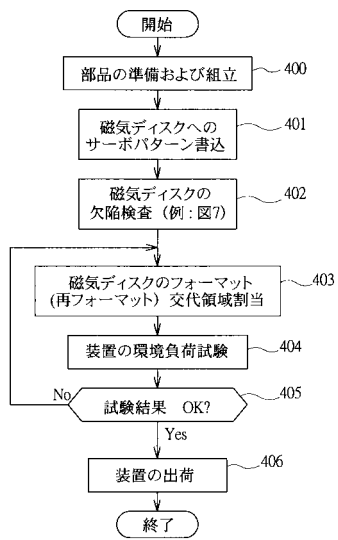 開始
部品の準備および組立
400
磁気ディスクへの
サーボパターン書込
401
磁気ディスクの
欠陥検査 (例：図7)
402
磁気ディスクのフォーマット
(再フォーマット) 交代領域割当
403
装置の環境負荷試験
404
No
試験結果 OK?
405
Yes
装置の出荷
406
終了